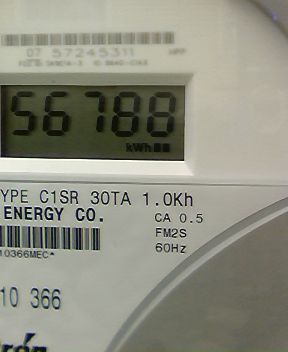 07 57245311
56788
kWh
YPE C1SR 30TA 1.0Kh
ENERGY CO.
CA 0.5
FM2S
60Hz
10366MEC*
10 366
rón